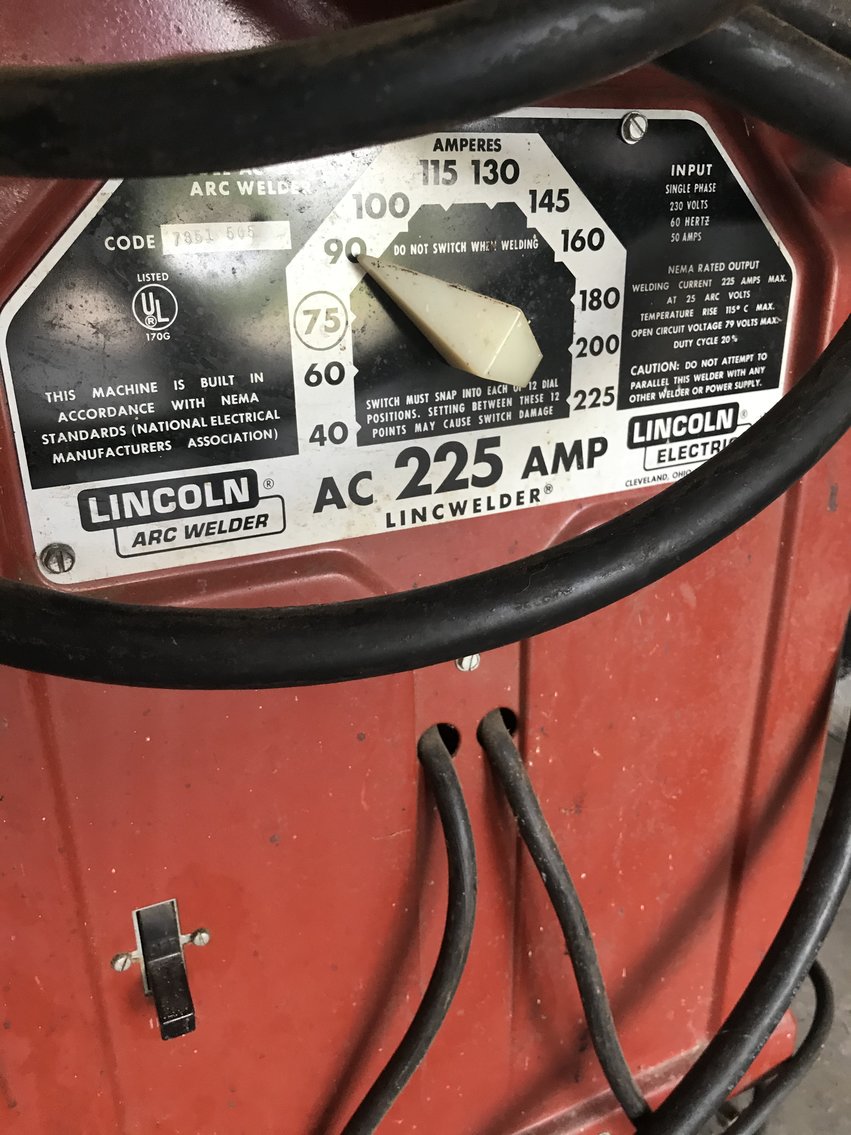 ARC WELDER
CODE 7851 505
LISTED
UL
®
170G
THIS MACHINE IS BUILT IN
ACCORDANCE WITH NEMA
STANDARDS (NATIONAL ELECTRICAL
MANUFACTURERS ASSOCIATION)
AMPERES
40
60
75
90
100
115
130
145
160
180
200
225
DO NOT SWITCH WHEN WELDING
SWITCH MUST SNAP INTO EACH OF 12 DIAL
POSITIONS. SETTING BETWEEN THESE 12
POINTS MAY CAUSE SWITCH DAMAGE
INPUT
SINGLE PHASE
230 VOLTS
60 HERTZ
50 AMPS
NEMA RATED OUTPUT
WELDING CURRENT 225 AMPS MAX.
AT 25 ARC VOLTS
TEMPERATURE RISE 115° C MAX.
OPEN CIRCUIT VOLTAGE 79 VOLTS MAX.
DUTY CYCLE 20%
CAUTION: DO NOT ATTEMPT TO
PARALLEL THIS WELDER WITH ANY
OTHER WELDER OR POWER SUPPLY.
LINCOLN ®
ARC WELDER
AC 225 AMP
LINCWELDER®
LINCOLN ®
ELECTRIC
CLEVELAND, OHIO